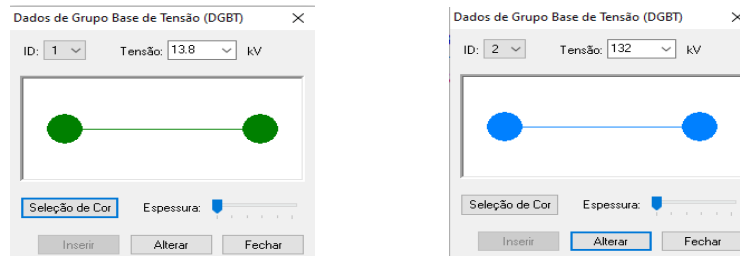 Dados de Grupo Base de Tensão (DGBT)
ID: 1 Tensão: 13.8 kV
Seleção de Cor Espessura:
Inserir Alterar Fechar
Dados de Grupo Base de Tensão (DGBT)
ID: 2 Tensão: 132 kV
Seleção de Cor Espessura:
Inserir Alterar Fechar